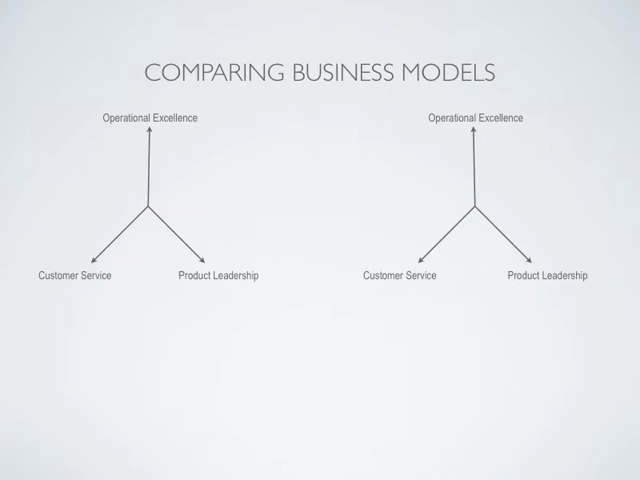 COMPARING BUSINESS MODELS
Operational Excellence
Customer Service
Product Leadership
Operational Excellence
Customer Service
Product Leadership